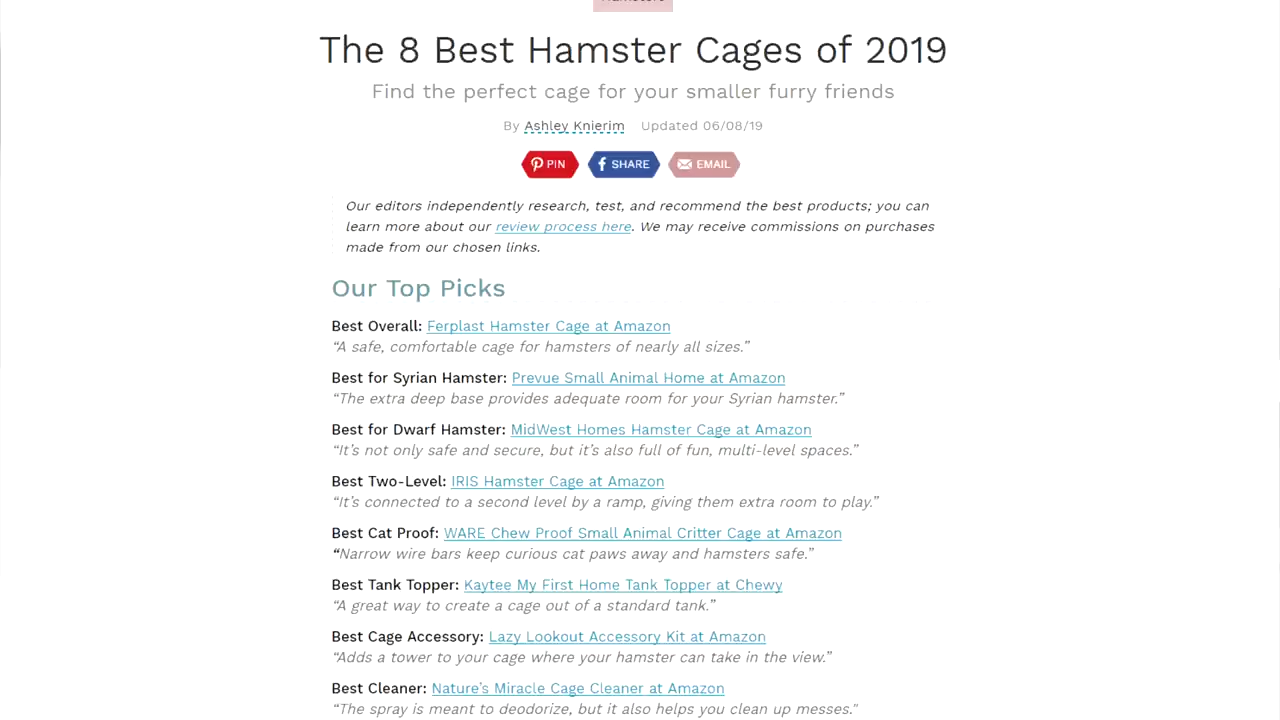 The 8 Best Hamster Cages of 2019
Find the perfect cage for your smaller furry friends
By Ashley Knierim Updated 06/08/19
PIN SHARE EMAIL
Our editors independently research, test, and recommend the best products; you can
learn more about our review process here. We may receive commissions on purchases
made from our chosen links.
Our Top Picks
Best Overall: Ferplast Hamster Cage at Amazon
“A safe, comfortable cage for hamsters of nearly all sizes.”
Best for Syrian Hamster: Prevue Small Animal Home at Amazon
“The extra deep base provides adequate room for your Syrian hamster.”
Best for Dwarf Hamster: MidWest Homes Hamster Cage at Amazon
“It’s not only safe and secure, but it’s also full of fun, multi-level spaces.”
Best Two-Level: IRIS Hamster Cage at Amazon
“It’s connected to a second level by a ramp, giving them extra room to play.”
Best Cat Proof: WARE Chew Proof Small Animal Critter Cage at Amazon
“Narrow wire bars keep curious cat paws away and hamsters safe.”
Best Tank Topper: Kaytee My First Home Tank Topper at Chewy
“A great way to create a cage out of a standard tank.”
Best Cage Accessory: Lazy Lookout Accessory Kit at Amazon
“Adds a tower to your cage where your hamster can take in the view.”
Best Cleaner: Nature’s Miracle Cage Cleaner at Amazon
“The spray is meant to deodorize, but it also helps you clean up messes."